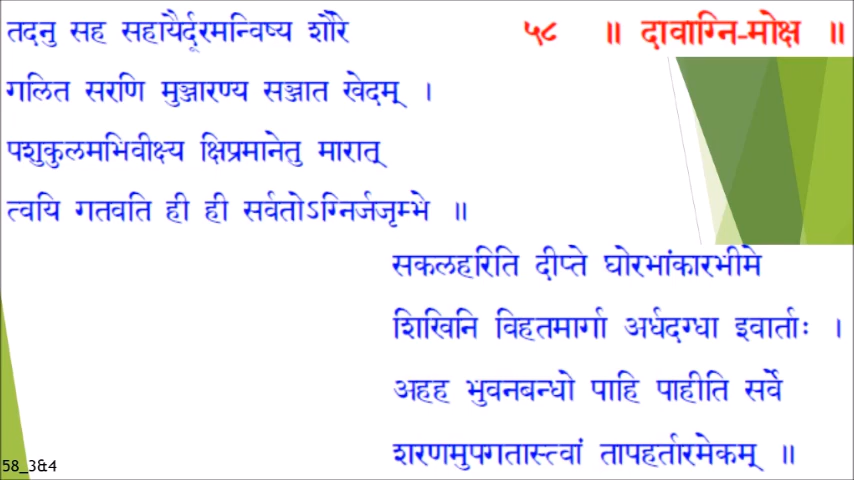 ५८ ॥ दावाग्नि-मोक्ष ॥
तदनु सह सहायैर्दूरमन्विष्य शौरे
गलित सरणि मुञ्जारण्य सञ्जात खेदम् ।
पशुकुलमभिवीक्ष्य क्षिप्रमानेतु मारात्
त्वयि गतवति ही ही सर्वतोऽग्निर्जजृम्भे ॥
सकलहरिति दीप्ते घोरभांकारभीमे
शिखिनि विहतमार्गा अर्धदग्धा इवार्ताः ।
अहह भुवनबन्धो पाहि पाहीति सर्वे
शरणमुपगतास्त्वां तापहर्तारमेकम् ॥
58_3&4